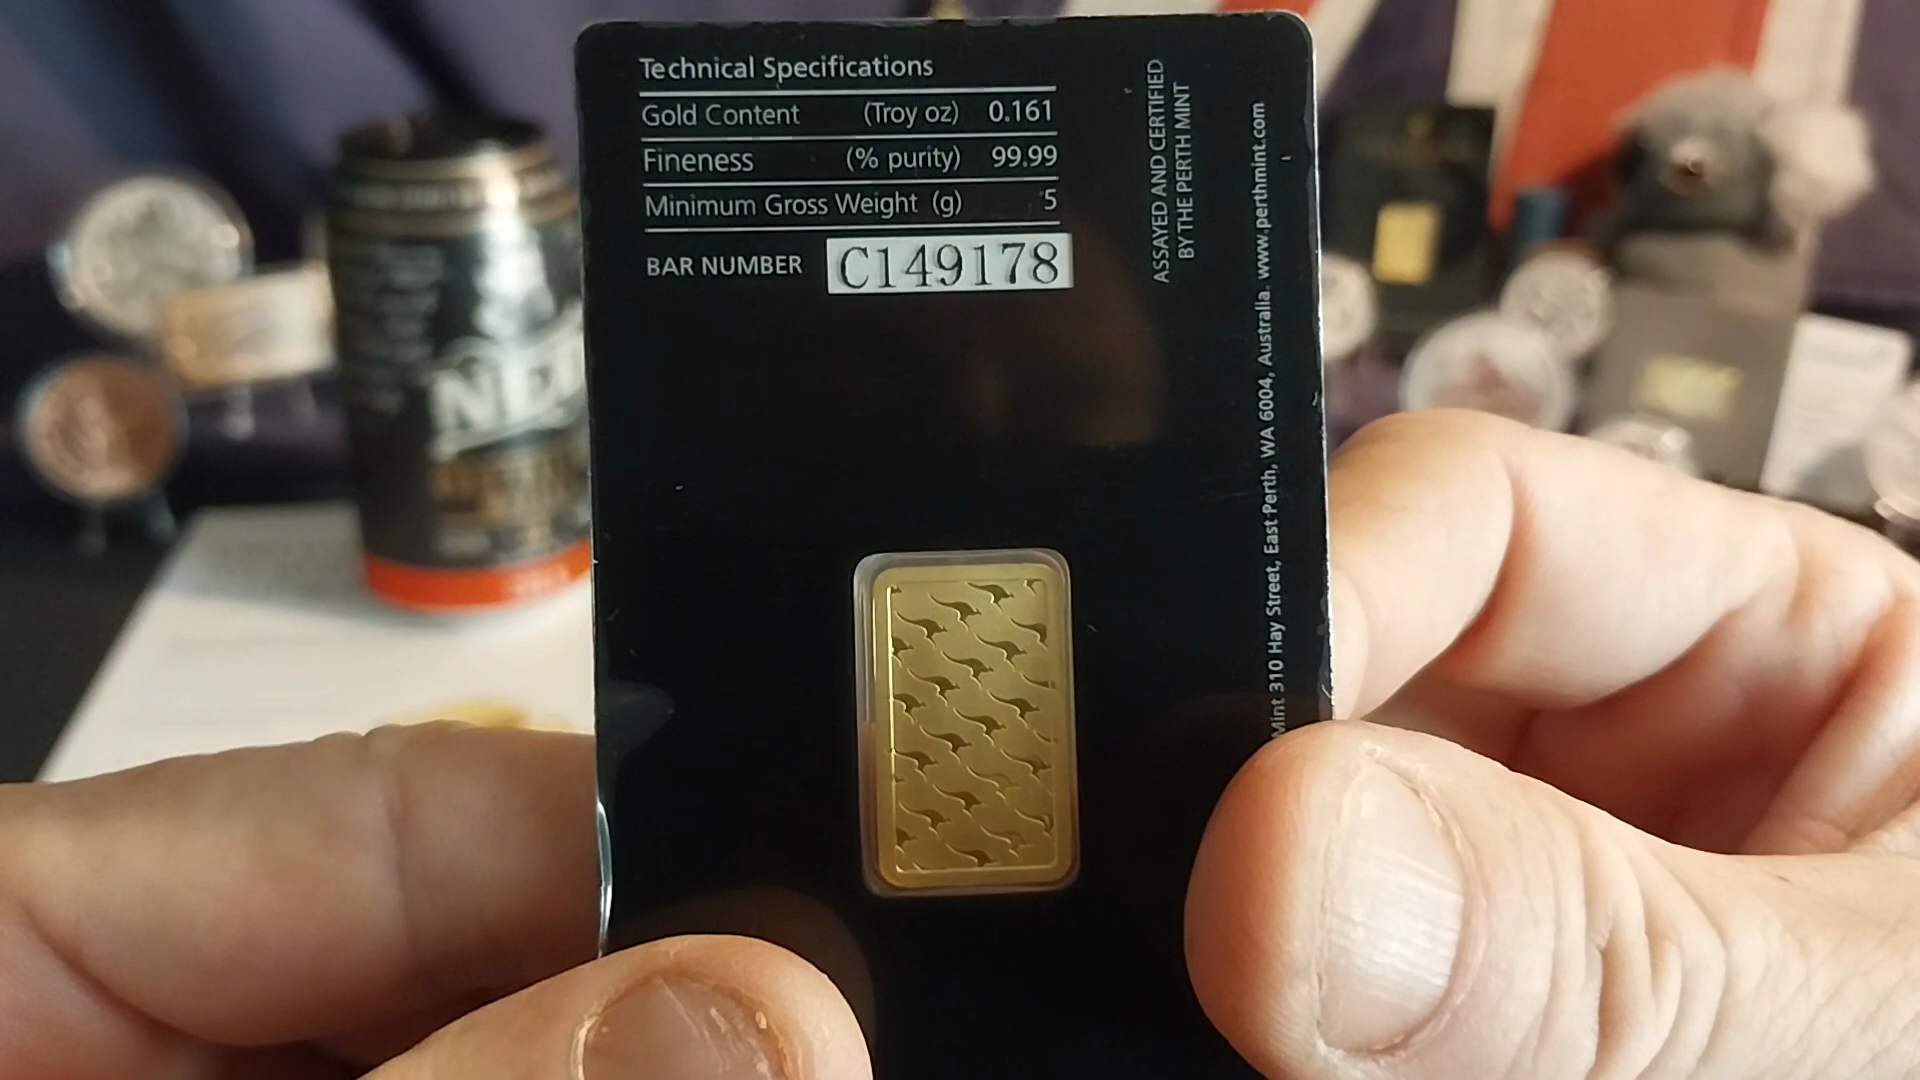 Technical Specifications
Gold Content (Troy oz) 0.161
Fineness (% purity) 99.99
Minimum Gross Weight (g) 5
BAR NUMBER C149178
ASSAYED AND CERTIFIED
BY THE PERTH MINT
Mint 310 Hay Street, East Perth, WA 6004, Australia. www.perthmint.com